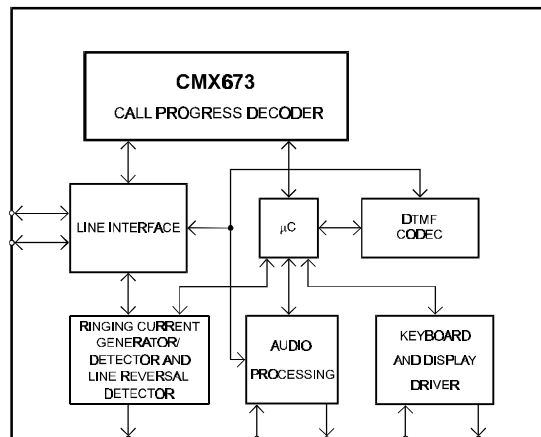 CMX673
CALL PROGRESS DECODER
LINE INTERFACE
µC
DTMF
CODEC
RINGING CURRENT
GENERATOR/
DETECTOR AND
LINE REVERSAL
DETECTOR
AUDIO
PROCESSING
KEYBOARD
AND DISPLAY
DRIVER